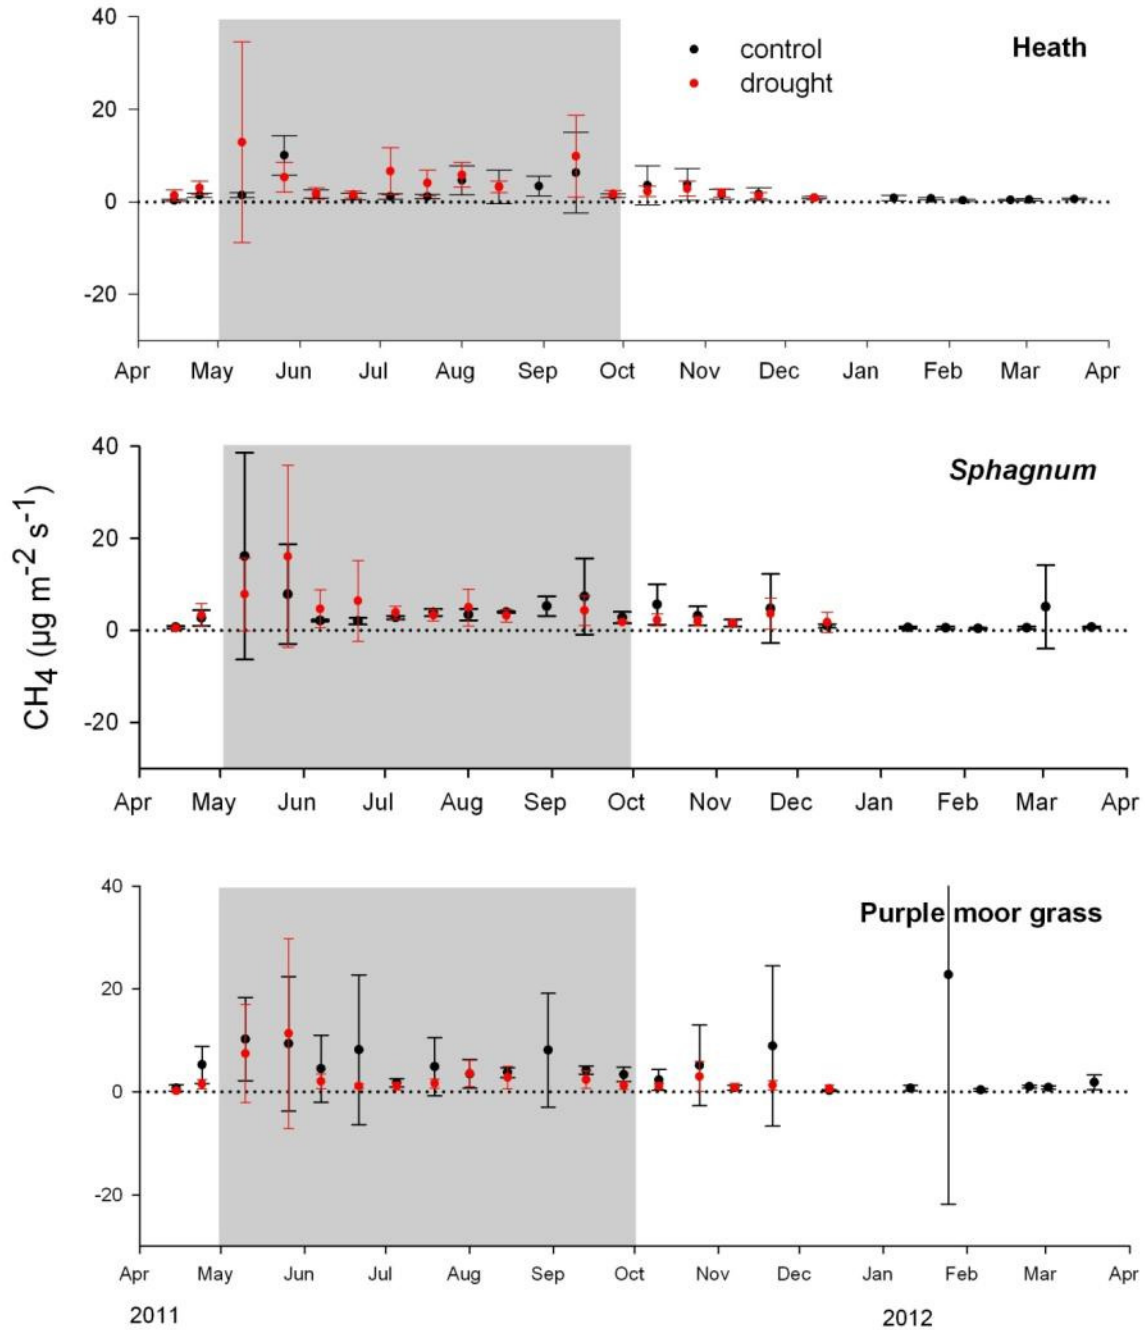 40
control
Heath
drought
20
0
-20
Apr May Jun Jul Aug Sep Oct Nov Dec Jan Feb Mar Apr
40
Sphagnum
20
0
-20
CH4 (µg m-2 s-1)
Apr May Jun Jul Aug Sep Oct Nov Dec Jan Feb Mar Apr
40
Purple moor grass
20
0
-20
Apr May Jun Jul Aug Sep Oct Nov Dec Jan Feb Mar Apr
2011 2012